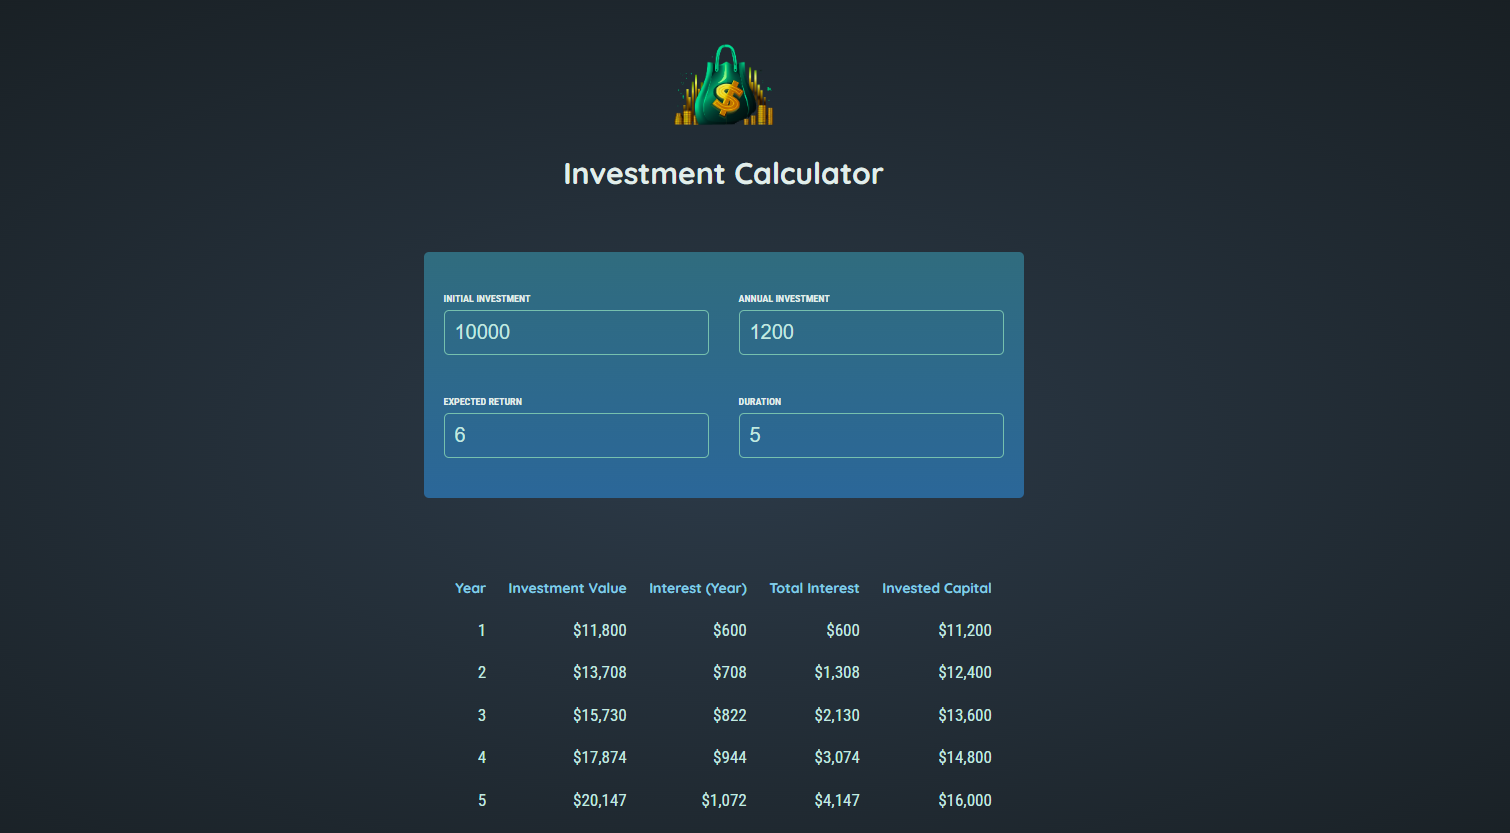 $
Investment Calculator
INITIAL INVESTMENT ANNUAL INVESTMENT
10000 1200
EXPECTED RETURN DURATION
6 5
Year Investment Value Interest (Year) Total Interest Invested Capital
1 $11,800 $600 $600 $11,200
2 $13,708 $708 $1,308 $12,400
3 $15,730 $822 $2,130 $13,600
4 $17,874 $944 $3,074 $14,800
5 $20,147 $1,072 $4,147 $16,000